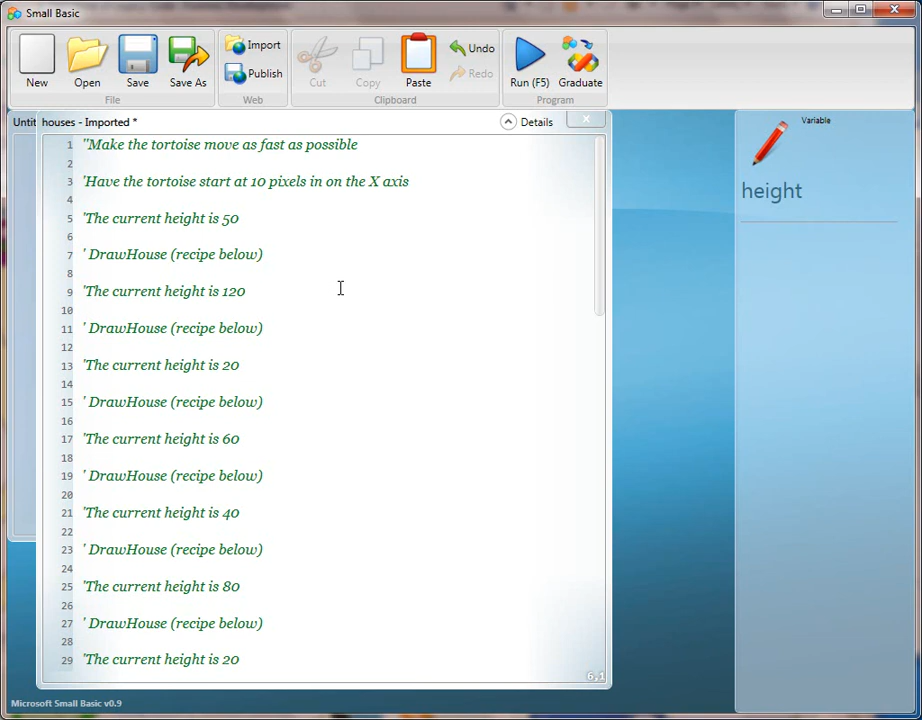 Small Basic
New
Open
Save
Save As
File
Import
Publish
Web
Cut
Copy
Paste
Undo
Redo
Clipboard
Run (F5)
Graduate
Program
Untit
houses - Imported *
Details
Variable
height
1 ''Make the tortoise move as fast as possible
2
3 'Have the tortoise start at 10 pixels in on the X axis
4
5 'The current height is 50
6
7 ' DrawHouse (recipe below)
8
9 'The current height is 120
10
11 ' DrawHouse (recipe below)
12
13 'The current height is 20
14
15 ' DrawHouse (recipe below)
16
17 'The current height is 60
18
19 ' DrawHouse (recipe below)
20
21 'The current height is 40
22
23 ' DrawHouse (recipe below)
24
25 'The current height is 80
26
27 ' DrawHouse (recipe below)
28
29 'The current height is 20
6,1
Microsoft Small Basic v0.9